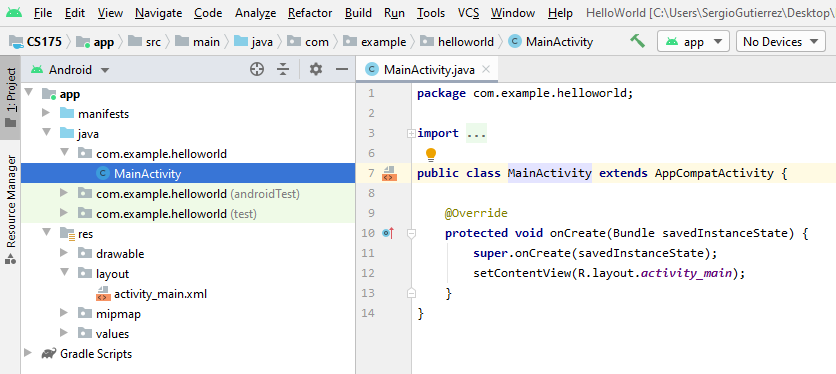 File Edit View Navigate Code Analyze Refactor Build Run Tools VCS Window Help HelloWorld [C:\Users\SergioGutierrez\Desktop\
CS175 app src main java com example helloworld MainActivity app No Devices
1: Project
Resource Manager
Android
app
manifests
java
com.example.helloworld
MainActivity
com.example.helloworld (androidTest)
com.example.helloworld (test)
res
drawable
layout
activity_main.xml
mipmap
values
Gradle Scripts
MainActivity.java
1 package com.example.helloworld;
2
3 import ...
6
7 public class MainActivity extends AppCompatActivity {
8
9 @Override
10 protected void onCreate(Bundle savedInstanceState) {
11 super.onCreate(savedInstanceState);
12 setContentView(R.layout.activity_main);
13 }
14 }